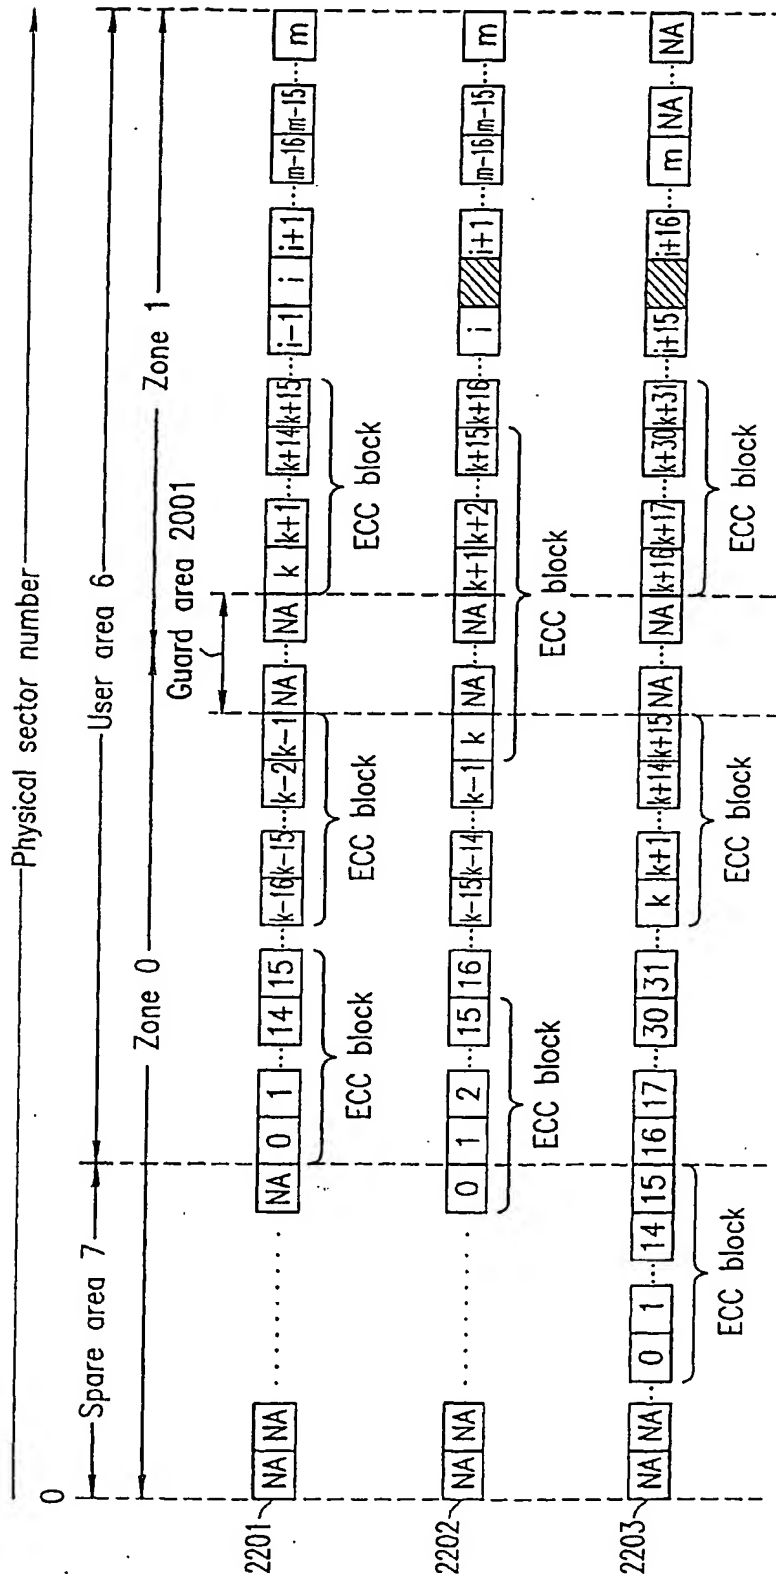 Physical sector number
0
Spare area 7
User area 6
Zone 0
Zone 1
Guard area 2001
2201
NA NA ........ NA 0 1 ... 14 15 ... k-16 k-15 ... k-2 k-1 NA ... NA k k+1 ... k+14 k+15 ... i-1 i i+1 ... m-16 m-15 ... m
ECC block
ECC block
ECC block
2202
NA NA ........ 0 1 2 ... 15 16 ... k-15 k-14 ... k-1 k NA ... NA k+1 k+2 ... k+15 k+16 ... i i+1 ... m-16 m-15 ... m
ECC block
ECC block
2203
NA NA ... 0 1 ... 14 15 16 17 ... 30 31 ... k k+1 ... k+14 k+15 NA ... NA k+16 k+17 ... k+30 k+31 ... i+15 i+16 ... m NA ... NA
ECC block
ECC block
ECC block